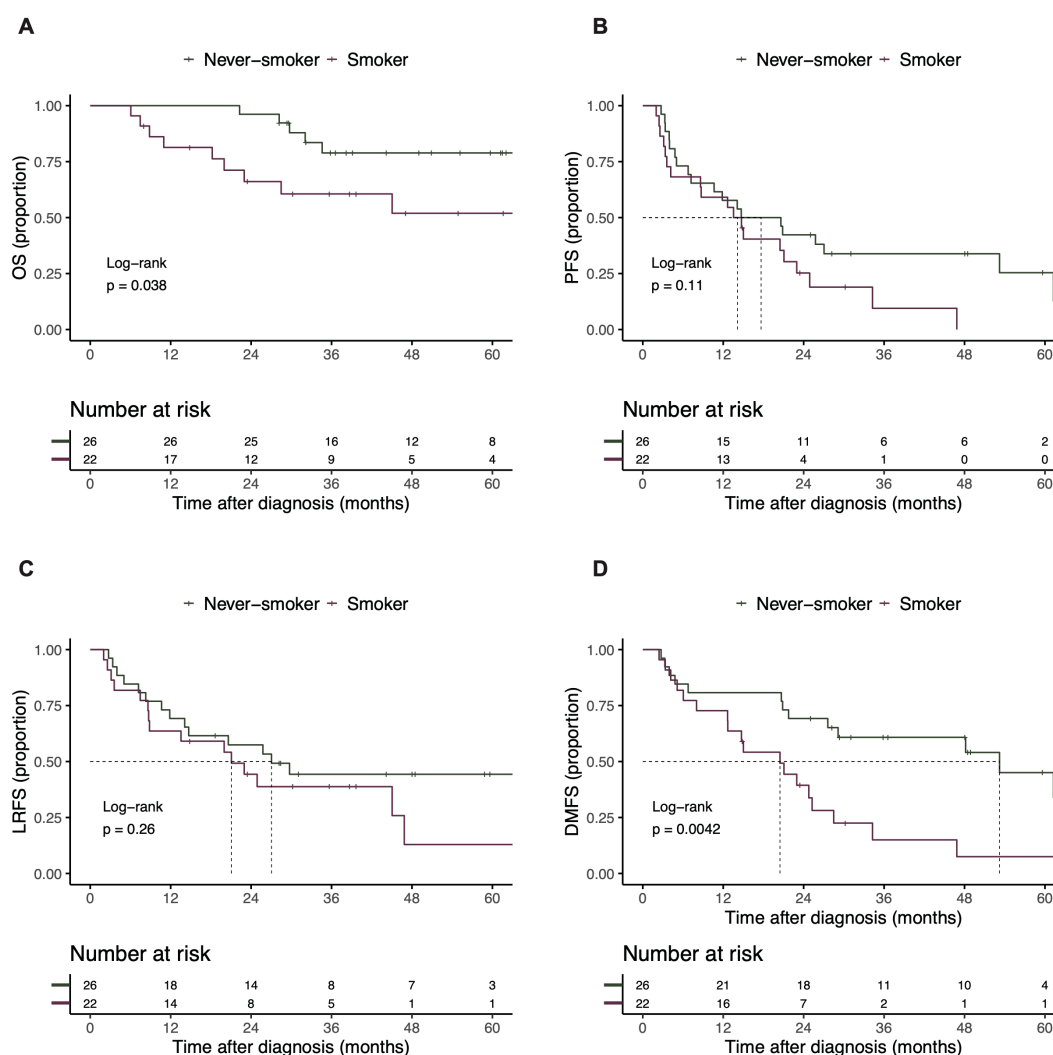 A
Never−smoker Smoker
OS (proportion)
1.00
0.75
0.50
0.25
0.00
Log−rank
p = 0.038
0 12 24 36 48 60
Number at risk
26 26 25 16 12 8
22 17 12 9 5 4
0 12 24 36 48 60
Time after diagnosis (months)
B
Never−smoker Smoker
PFS (proportion)
1.00
0.75
0.50
0.25
0.00
Log−rank
p = 0.11
0 12 24 36 48 60
Number at risk
26 15 11 6 6 2
22 13 4 1 0 0
0 12 24 36 48 60
Time after diagnosis (months)
C
Never−smoker Smoker
LRFS (proportion)
1.00
0.75
0.50
0.25
0.00
Log−rank
p = 0.26
0 12 24 36 48 60
Number at risk
26 18 14 8 7 3
22 14 8 5 1 1
0 12 24 36 48 60
Time after diagnosis (months)
D
Never−smoker Smoker
DMFS (proportion)
1.00
0.75
0.50
0.25
0.00
Log−rank
p = 0.0042
0 12 24 36 48 60
Time after diagnosis (months)
Number at risk
26 21 18 11 10 4
22 16 7 2 1 1
0 12 24 36 48 60
Time after diagnosis (months)